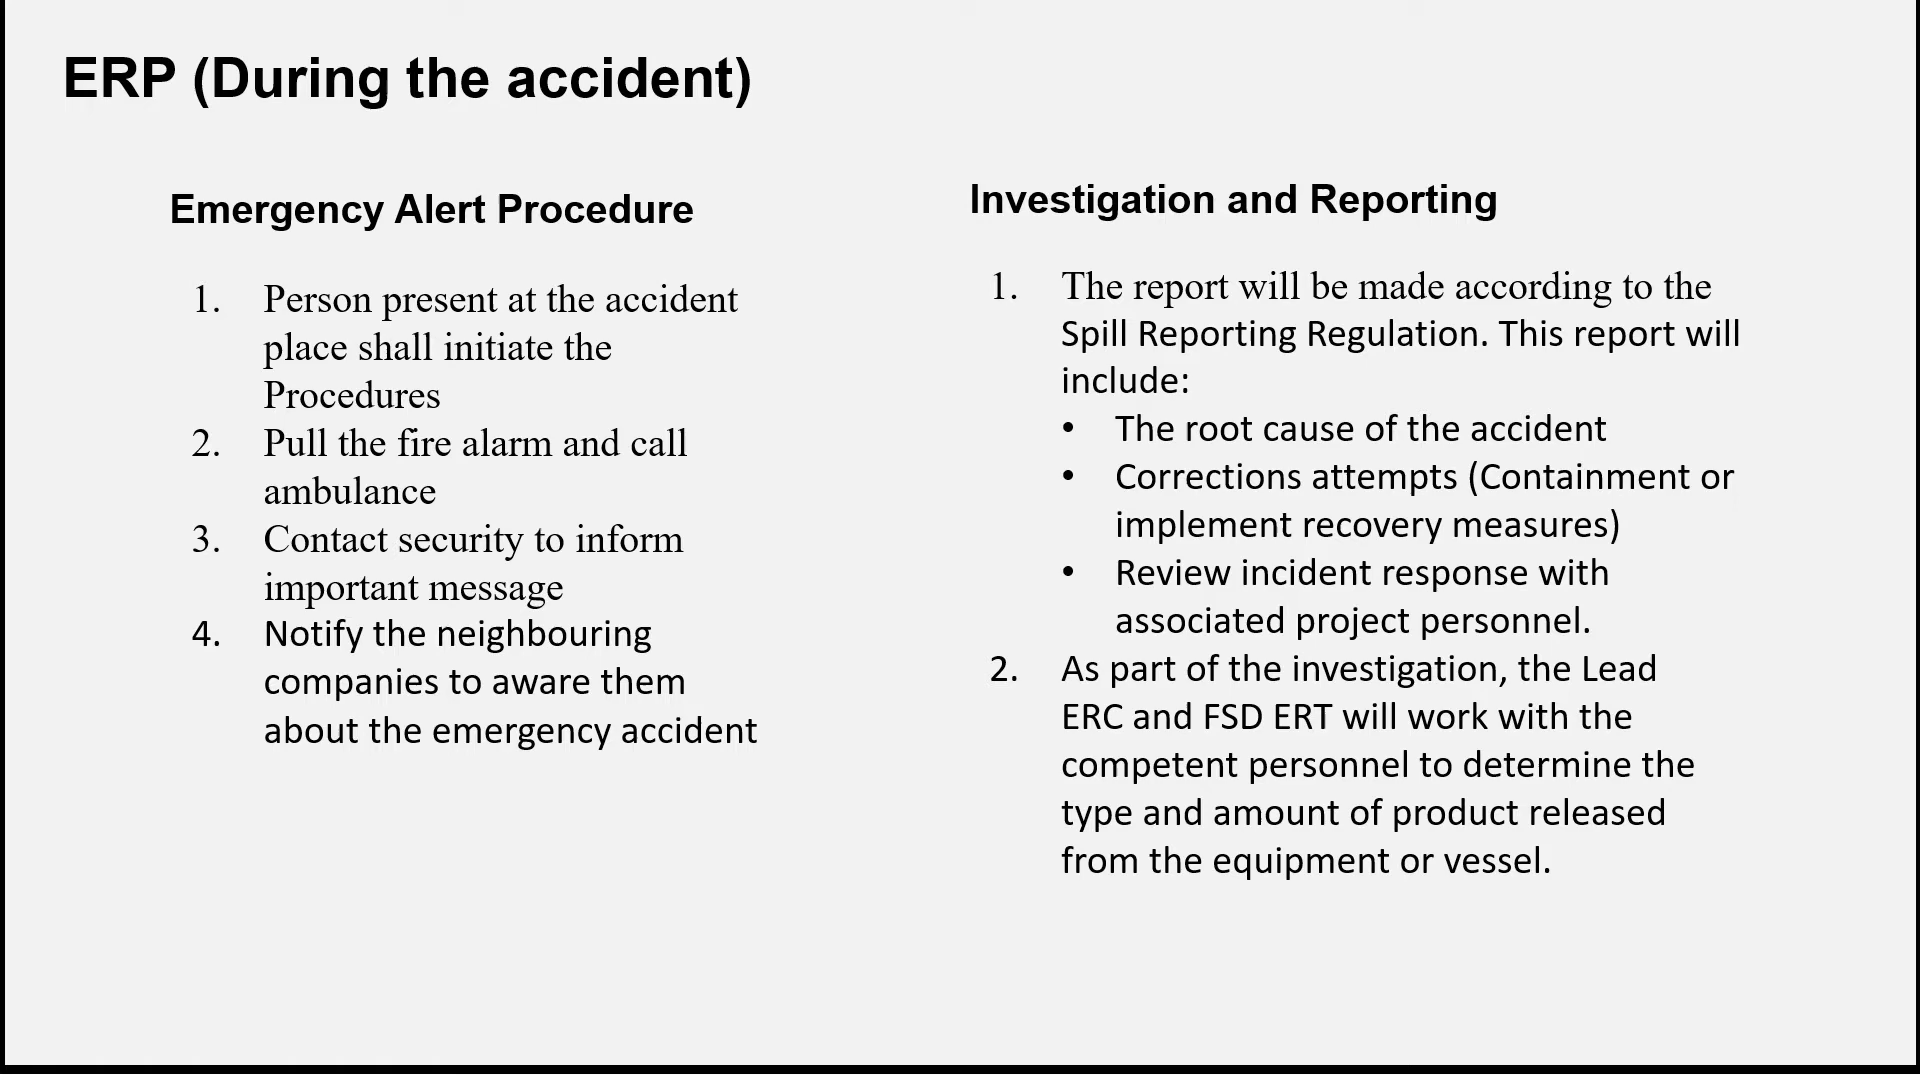 ERP (During the accident)
Emergency Alert Procedure
1. Person present at the accident
place shall initiate the
Procedures
2. Pull the fire alarm and call
ambulance
3. Contact security to inform
important message
4. Notify the neighbouring
companies to aware them
about the emergency accident
Investigation and Reporting
1. The report will be made according to the
Spill Reporting Regulation. This report will
include:
• The root cause of the accident
• Corrections attempts (Containment or
implement recovery measures)
• Review incident response with
associated project personnel.
2. As part of the investigation, the Lead
ERC and FSD ERT will work with the
competent personnel to determine the
type and amount of product released
from the equipment or vessel.